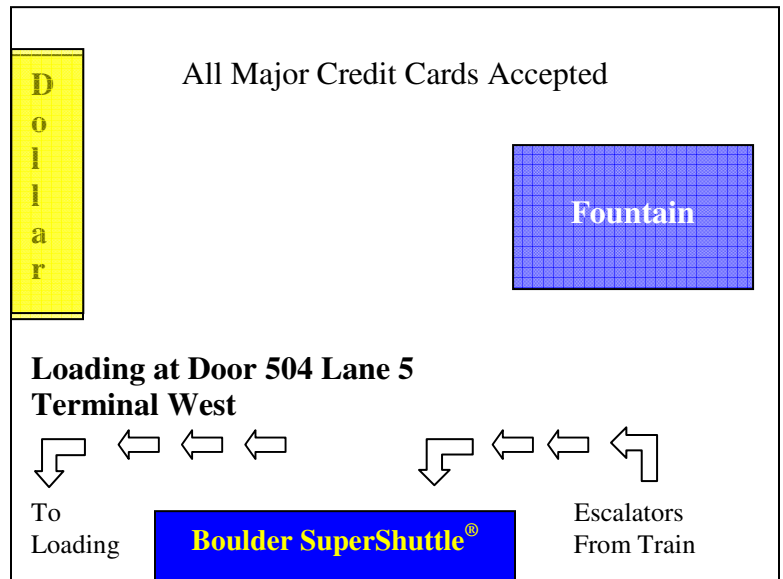 All Major Credit Cards Accepted
Dollar
Fountain
Loading at Door 504 Lane 5
Terminal West
To
Loading
Boulder SuperShuttle®
Escalators
From Train